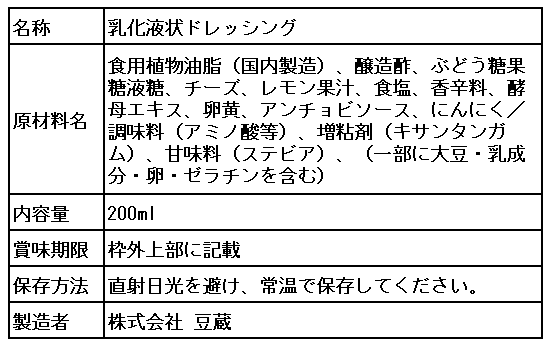 名称 乳化液状ドレッシング
原材料名 食用植物油脂（国内製造）、醸造酢、ぶどう糖果
糖液糖、チーズ、レモン果汁、食塩、香辛料、酵
母エキス、卵黄、アンチョビソース、にんにく／
調味料（アミノ酸等）、増粘剤（キサンタンガ
ム）、甘味料（ステビア）、（一部に大豆・乳成
分・卵・ゼラチンを含む）
内容量 200ml
賞味期限 枠外上部に記載
保存方法 直射日光を避け、常温で保存してください。
製造者 株式会社 豆蔵